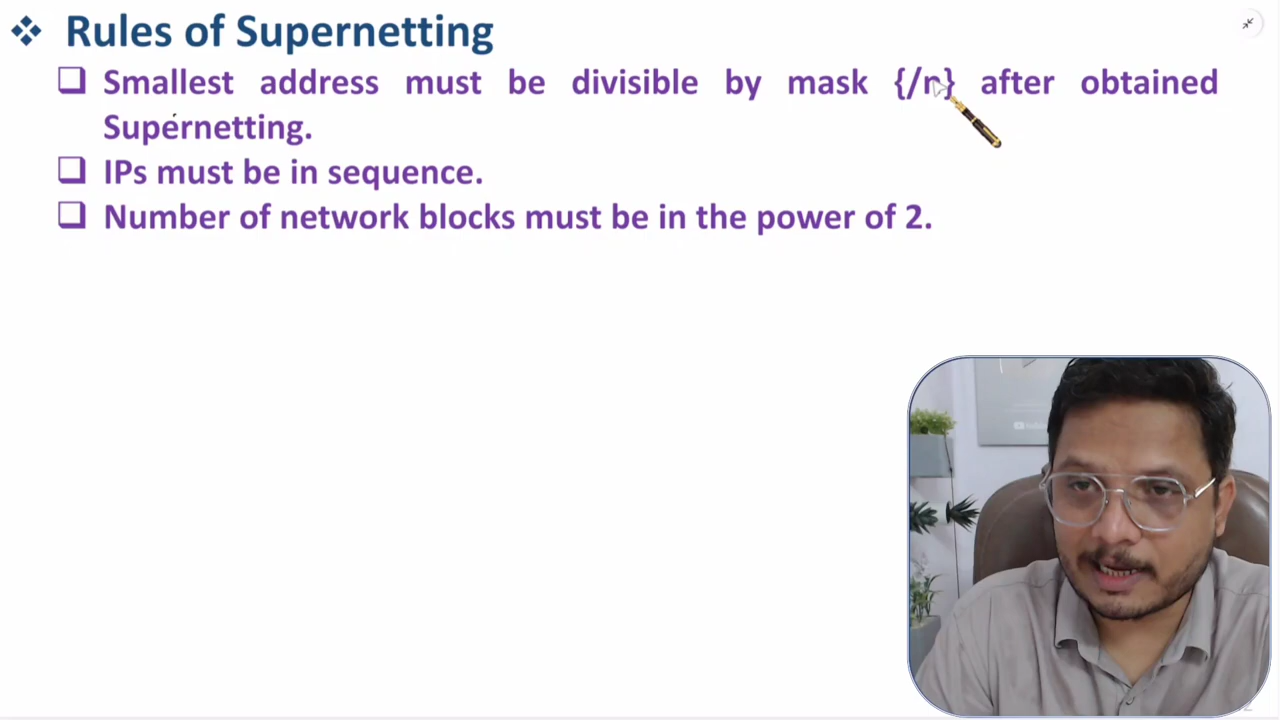 Rules of Supernetting
Smallest address must be divisible by mask {/n} after obtained
Supernetting.
IPs must be in sequence.
Number of network blocks must be in the power of 2.